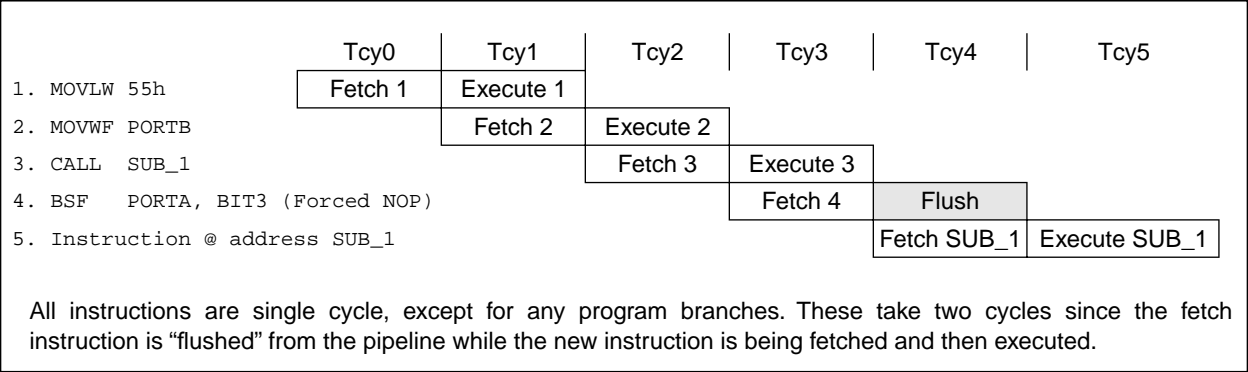 Tcy0 Tcy1 Tcy2 Tcy3 Tcy4 Tcy5
1. MOVLW 55h Fetch 1 Execute 1
2. MOVWF PORTB Fetch 2 Execute 2
3. CALL SUB_1 Fetch 3 Execute 3
4. BSF PORTA, BIT3 (Forced NOP) Fetch 4 Flush
5. Instruction @ address SUB_1 Fetch SUB_1 Execute SUB_1
All instructions are single cycle, except for any program branches. These take two cycles since the fetch
instruction is “flushed” from the pipeline while the new instruction is being fetched and then executed.